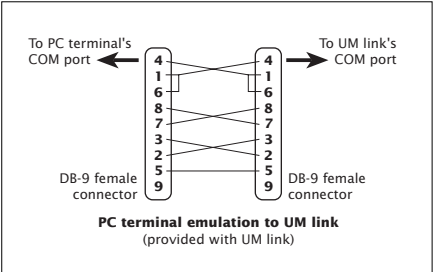 To PC terminal's
COM port
To UM link's
COM port
4 4
1 1
6 6
8 8
7 7
3 3
2 2
5 5
9 9
DB-9 female
connector
DB-9 female
connector
PC terminal emulation to UM link
(provided with UM link)